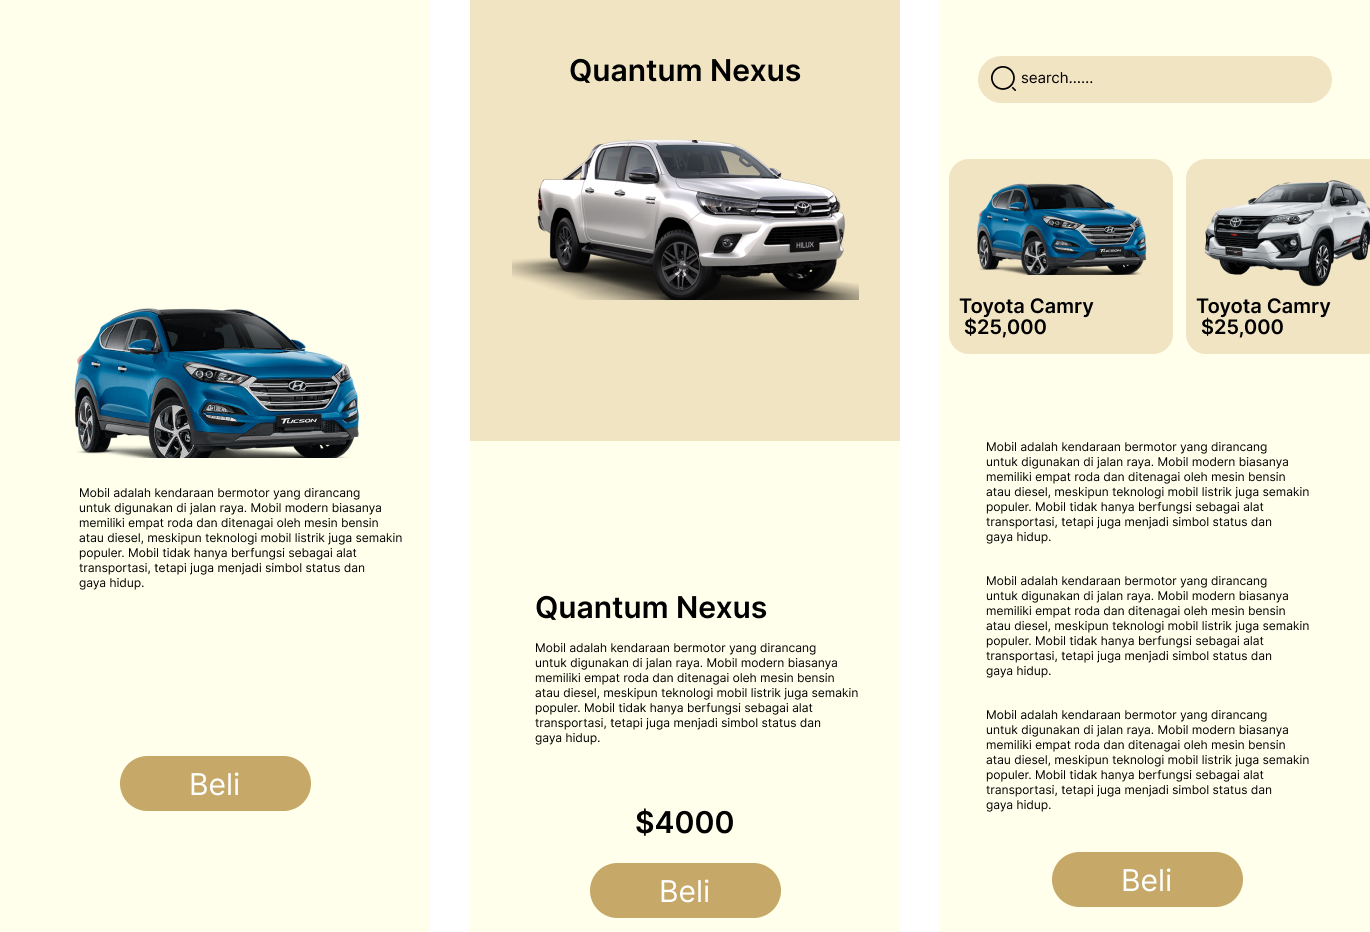 TUCSON
Mobil adalah kendaraan bermotor yang dirancang
untuk digunakan di jalan raya. Mobil modern biasanya
memiliki empat roda dan ditenagai oleh mesin bensin
atau diesel, meskipun teknologi mobil listrik juga semakin
populer. Mobil tidak hanya berfungsi sebagai alat
transportasi, tetapi juga menjadi simbol status dan
gaya hidup.
Beli
Quantum Nexus
HILUX
Quantum Nexus
Mobil adalah kendaraan bermotor yang dirancang
untuk digunakan di jalan raya. Mobil modern biasanya
memiliki empat roda dan ditenagai oleh mesin bensin
atau diesel, meskipun teknologi mobil listrik juga semakin
populer. Mobil tidak hanya berfungsi sebagai alat
transportasi, tetapi juga menjadi simbol status dan
gaya hidup.
$4000
Beli
search......
TUCSON
Toyota Camry
$25,000
Toyota Camry
$25,000
Mobil adalah kendaraan bermotor yang dirancang
untuk digunakan di jalan raya. Mobil modern biasanya
memiliki empat roda dan ditenagai oleh mesin bensin
atau diesel, meskipun teknologi mobil listrik juga semakin
populer. Mobil tidak hanya berfungsi sebagai alat
transportasi, tetapi juga menjadi simbol status dan
gaya hidup.
Mobil adalah kendaraan bermotor yang dirancang
untuk digunakan di jalan raya. Mobil modern biasanya
memiliki empat roda dan ditenagai oleh mesin bensin
atau diesel, meskipun teknologi mobil listrik juga semakin
populer. Mobil tidak hanya berfungsi sebagai alat
transportasi, tetapi juga menjadi simbol status dan
gaya hidup.
Mobil adalah kendaraan bermotor yang dirancang
untuk digunakan di jalan raya. Mobil modern biasanya
memiliki empat roda dan ditenagai oleh mesin bensin
atau diesel, meskipun teknologi mobil listrik juga semakin
populer. Mobil tidak hanya berfungsi sebagai alat
transportasi, tetapi juga menjadi simbol status dan
gaya hidup.
Beli